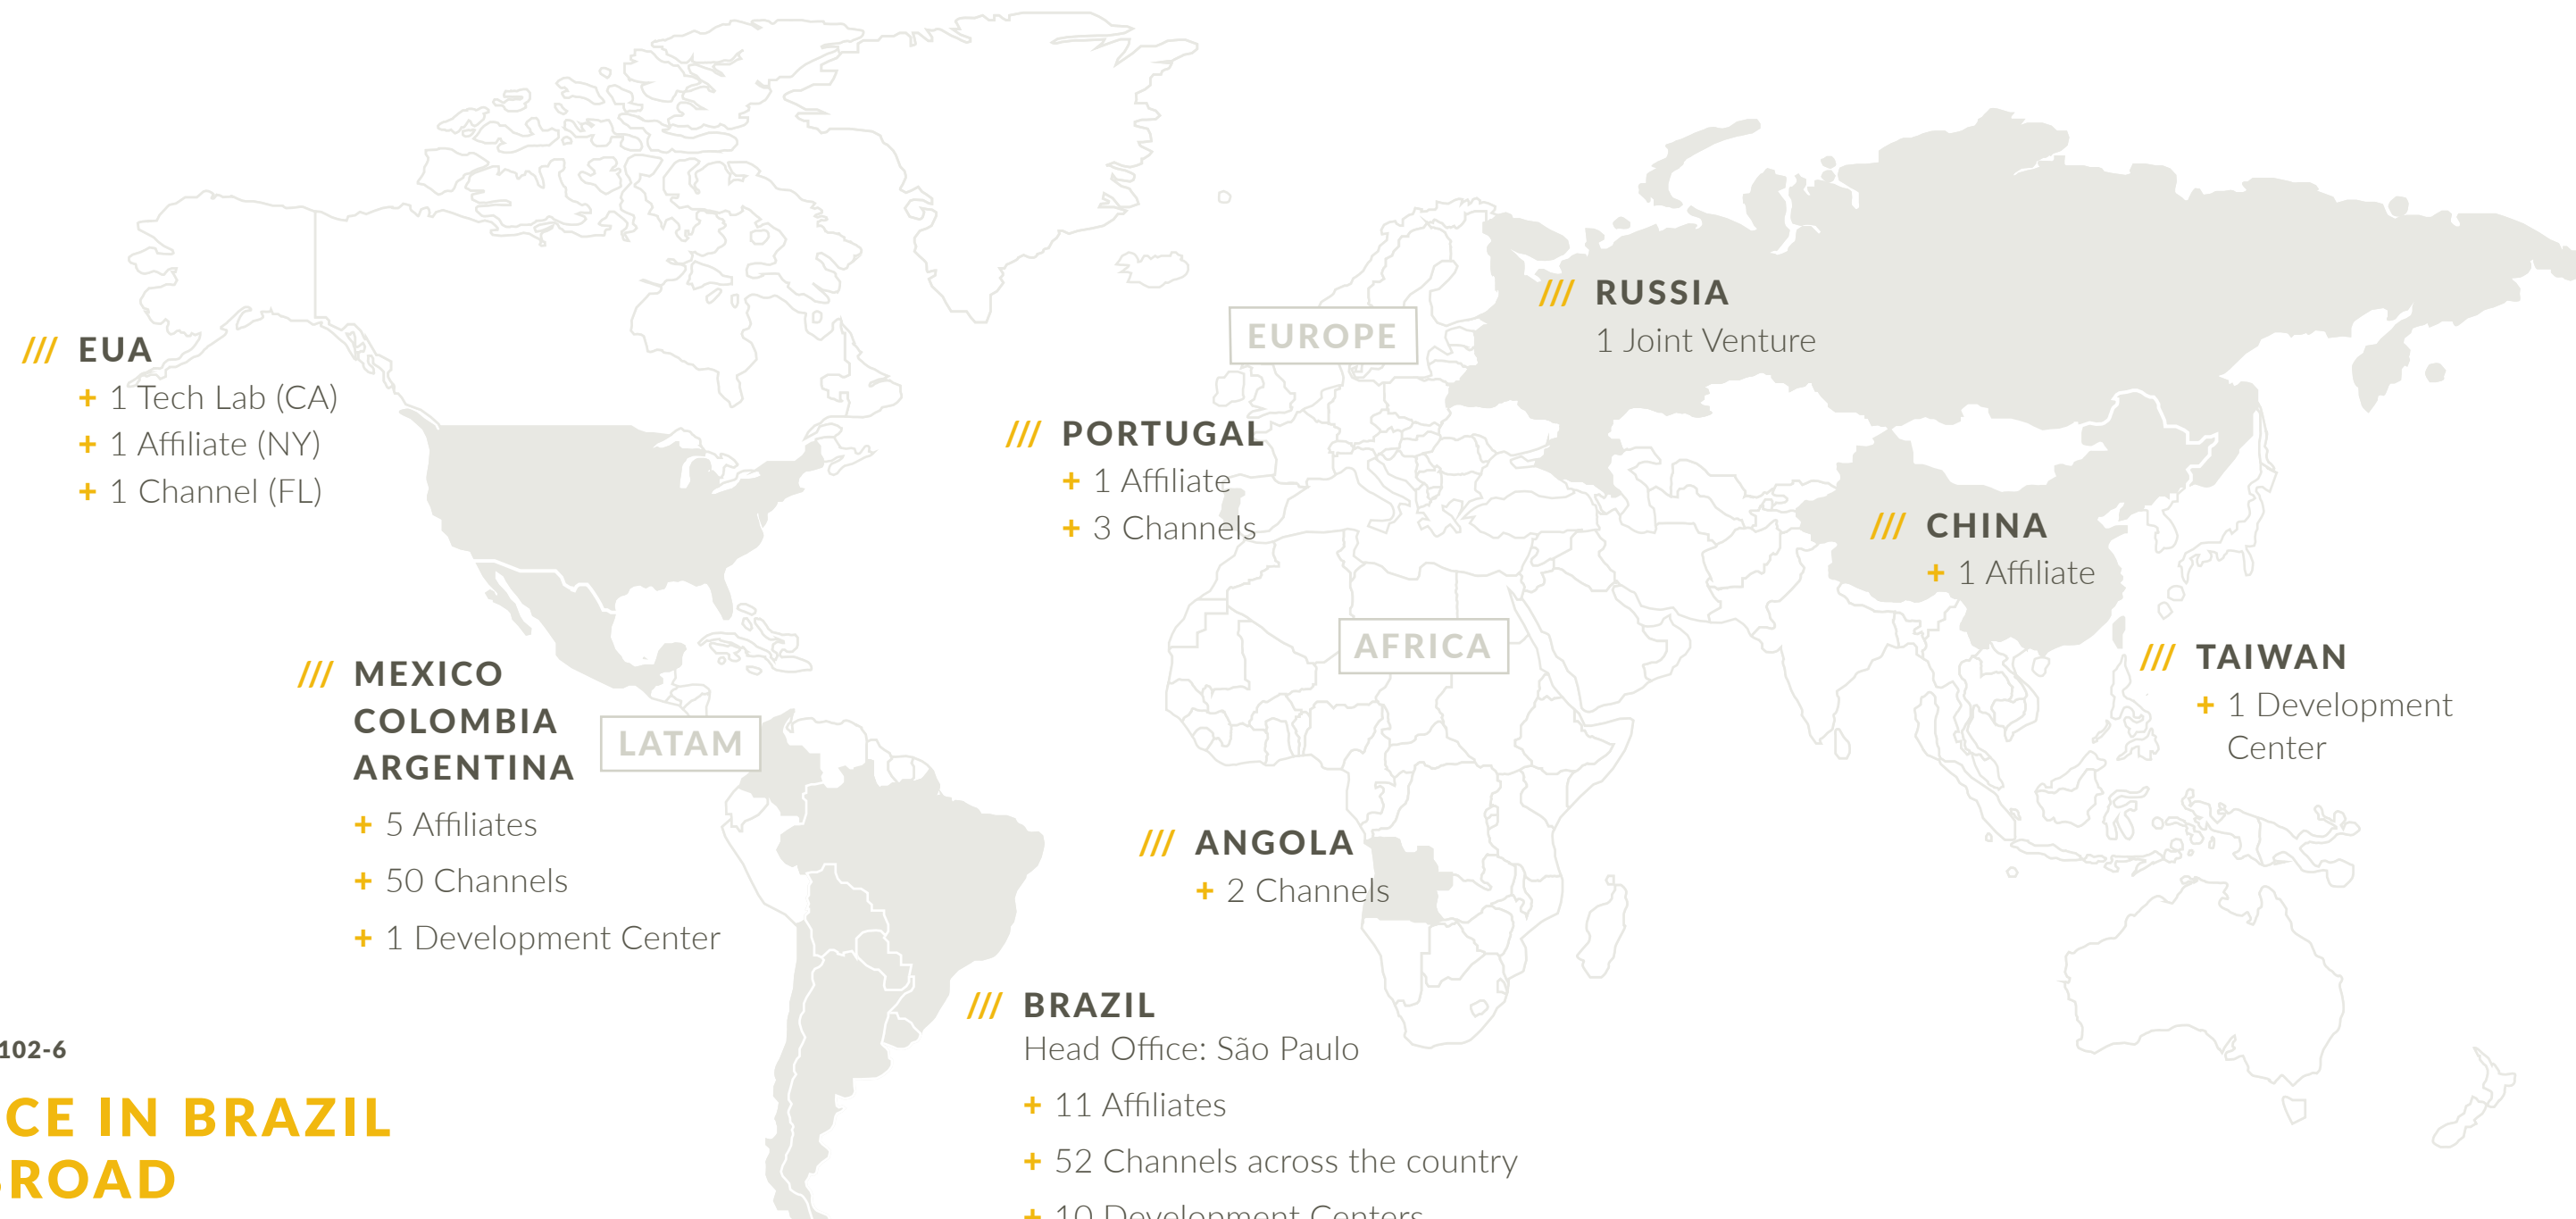 EUROPE
/// RUSSIA
1 Joint Venture
/// EUA
+ 1 Tech Lab (CA)
+ 1 Affiliate (NY)
+ 1 Channel (FL)
/// PORTUGAL
+ 1 Affiliate
+ 3 Channels
/// CHINA
+ 1 Affiliate
AFRICA
/// TAIWAN
+ 1 Development
Center
/// MEXICO
COLOMBIA
ARGENTINA
+ 5 Affiliates
+ 50 Channels
+ 1 Development Center
LATAM
/// ANGOLA
+ 2 Channels
/// BRAZIL
Head Office: São Paulo
+ 11 Affiliates
+ 52 Channels across the country
+ 10 Development Centers
102-6
CE IN BRAZIL
ROAD